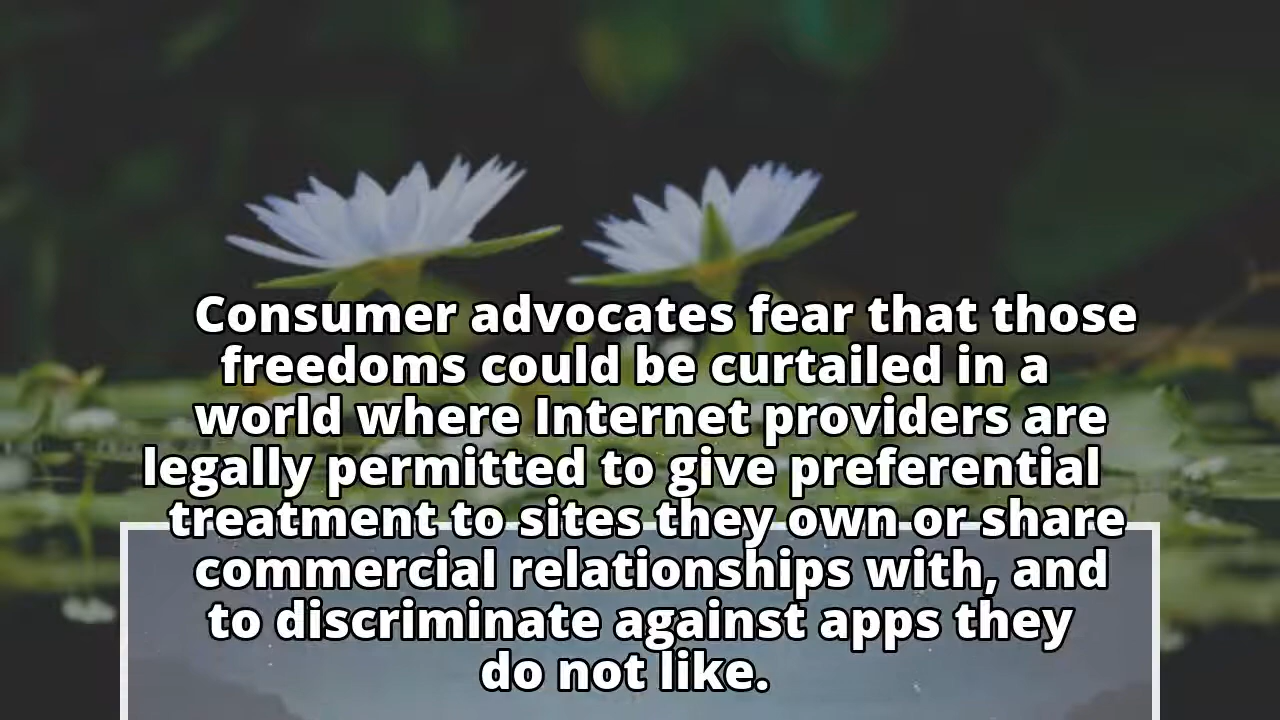 Consumer advocates fear that those
freedoms could be curtailed in a
world where Internet providers are
legally permitted to give preferential
treatment to sites they own or share
commercial relationships with, and
to discriminate against apps they
do not like.